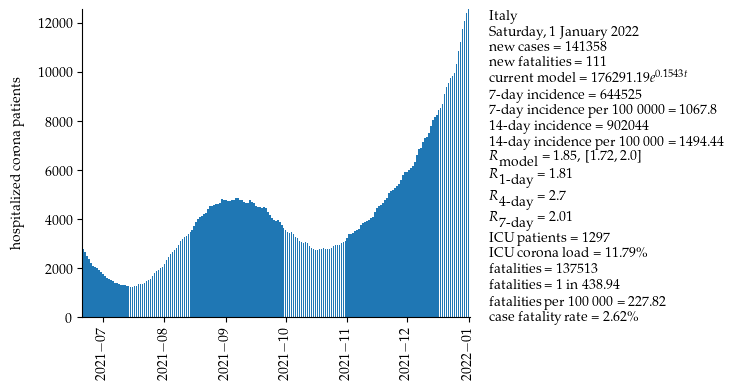 12000
10000
8000
6000
4000
2000
0
hospitalized corona patients
2021−07
2021−08
2021−09
2021−10
2021−11
2021−12
2022−01
Italy
Saturday, 1 January 2022
new cases = 141358
new fatalities = 111
current model = 176291.19e^0.1543t
7-day incidence = 644525
7-day incidence per 100 0000 = 1067.8
14-day incidence = 902044
14-day incidence per 100 000 = 1494.44
R_model = 1.85, [1.72, 2.0]
R_1-day = 1.81
R_4-day = 2.7
R_7-day = 2.01
ICU patients = 1297
ICU corona load = 11.79%
fatalities = 137513
fatalities = 1 in 438.94
fatalities per 100 000 = 227.82
case fatality rate = 2.62%